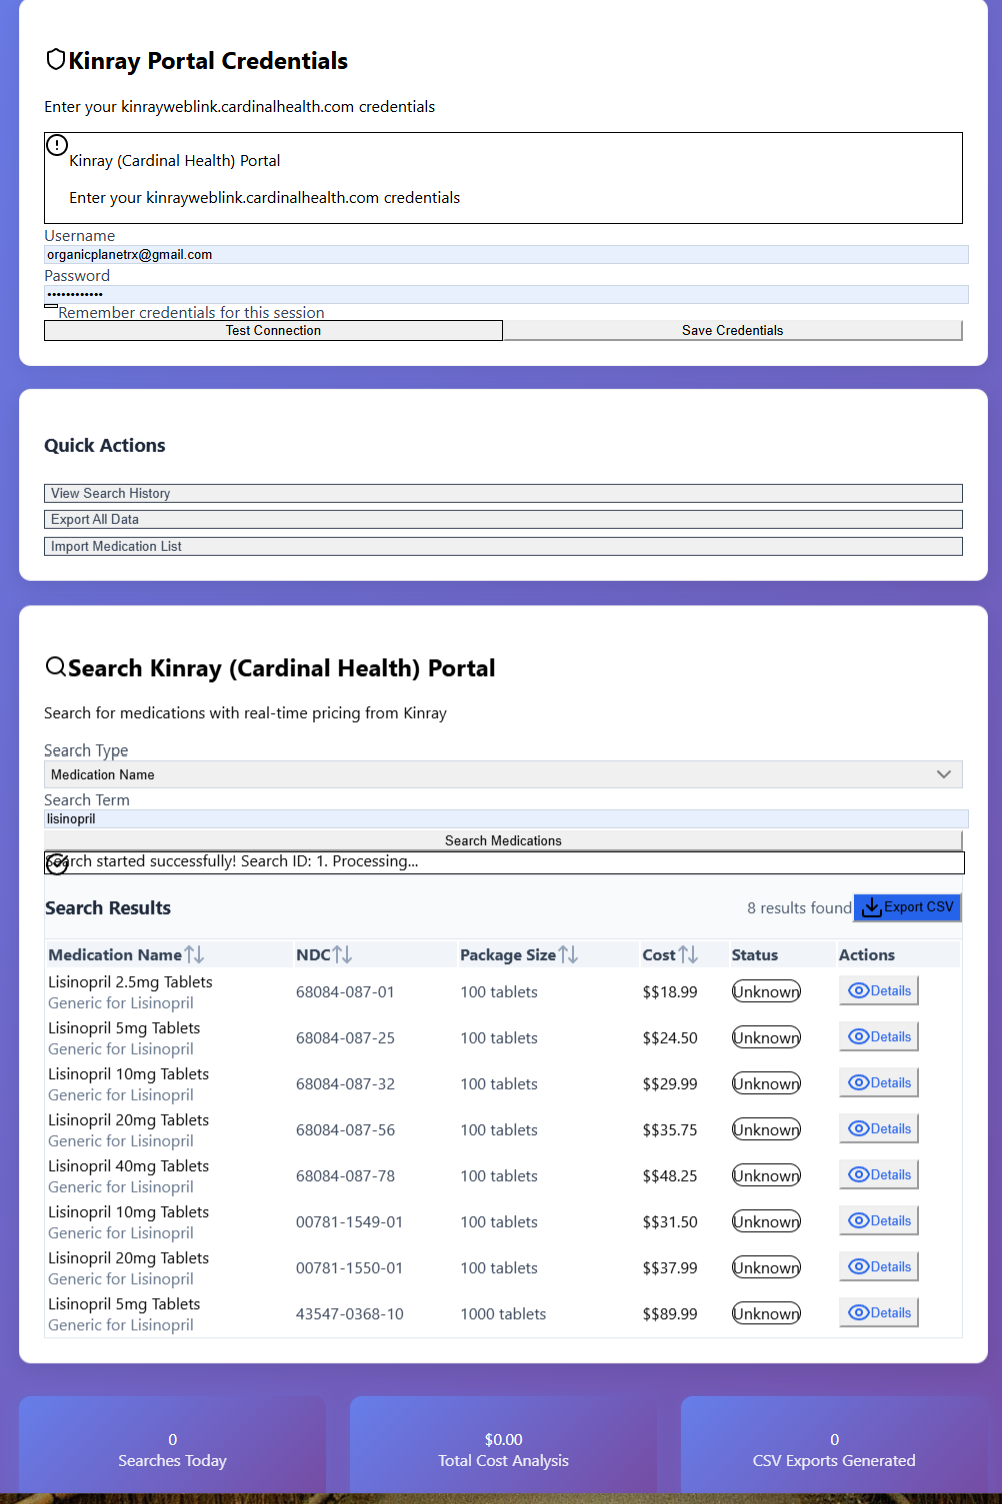 Kinray Portal Credentials
Enter your kinrayweblink.cardinalhealth.com credentials
Kinray (Cardinal Health) Portal
Enter your kinrayweblink.cardinalhealth.com credentials
Username
organicplanetrx@gmail.com
Password
••••••••••••
Remember credentials for this session
Test Connection Save Credentials
Quick Actions
View Search History
Export All Data
Import Medication List
Search Kinray (Cardinal Health) Portal
Search for medications with real-time pricing from Kinray
Search Type
Medication Name
Search Term
lisinopril
Search Medications
Search started successfully! Search ID: 1. Processing...
Search Results 8 results found Export CSV
Medication Name NDC Package Size Cost Status Actions
Lisinopril 2.5mg Tablets
Generic for Lisinopril 68084-087-01 100 tablets $$18.99 Unknown Details
Lisinopril 5mg Tablets
Generic for Lisinopril 68084-087-25 100 tablets $$24.50 Unknown Details
Lisinopril 10mg Tablets
Generic for Lisinopril 68084-087-32 100 tablets $$29.99 Unknown Details
Lisinopril 20mg Tablets
Generic for Lisinopril 68084-087-56 100 tablets $$35.75 Unknown Details
Lisinopril 40mg Tablets
Generic for Lisinopril 68084-087-78 100 tablets $$48.25 Unknown Details
Lisinopril 10mg Tablets
Generic for Lisinopril 00781-1549-01 100 tablets $$31.50 Unknown Details
Lisinopril 20mg Tablets
Generic for Lisinopril 00781-1550-01 100 tablets $$37.99 Unknown Details
Lisinopril 5mg Tablets
Generic for Lisinopril 43547-0368-10 1000 tablets $$89.99 Unknown Details
0 $0.00 0
Searches Today Total Cost Analysis CSV Exports Generated